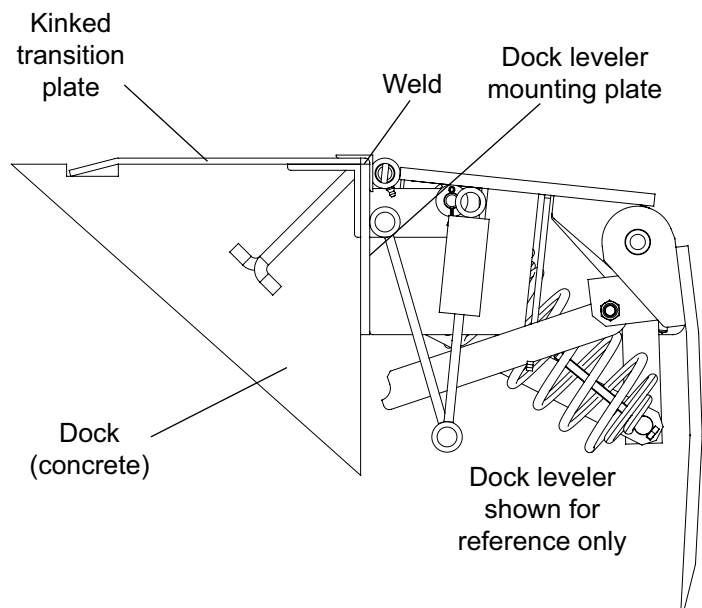 Kinked
transition
plate
Weld
Dock leveler
mounting plate
Dock
(concrete)
Dock leveler
shown for
reference only